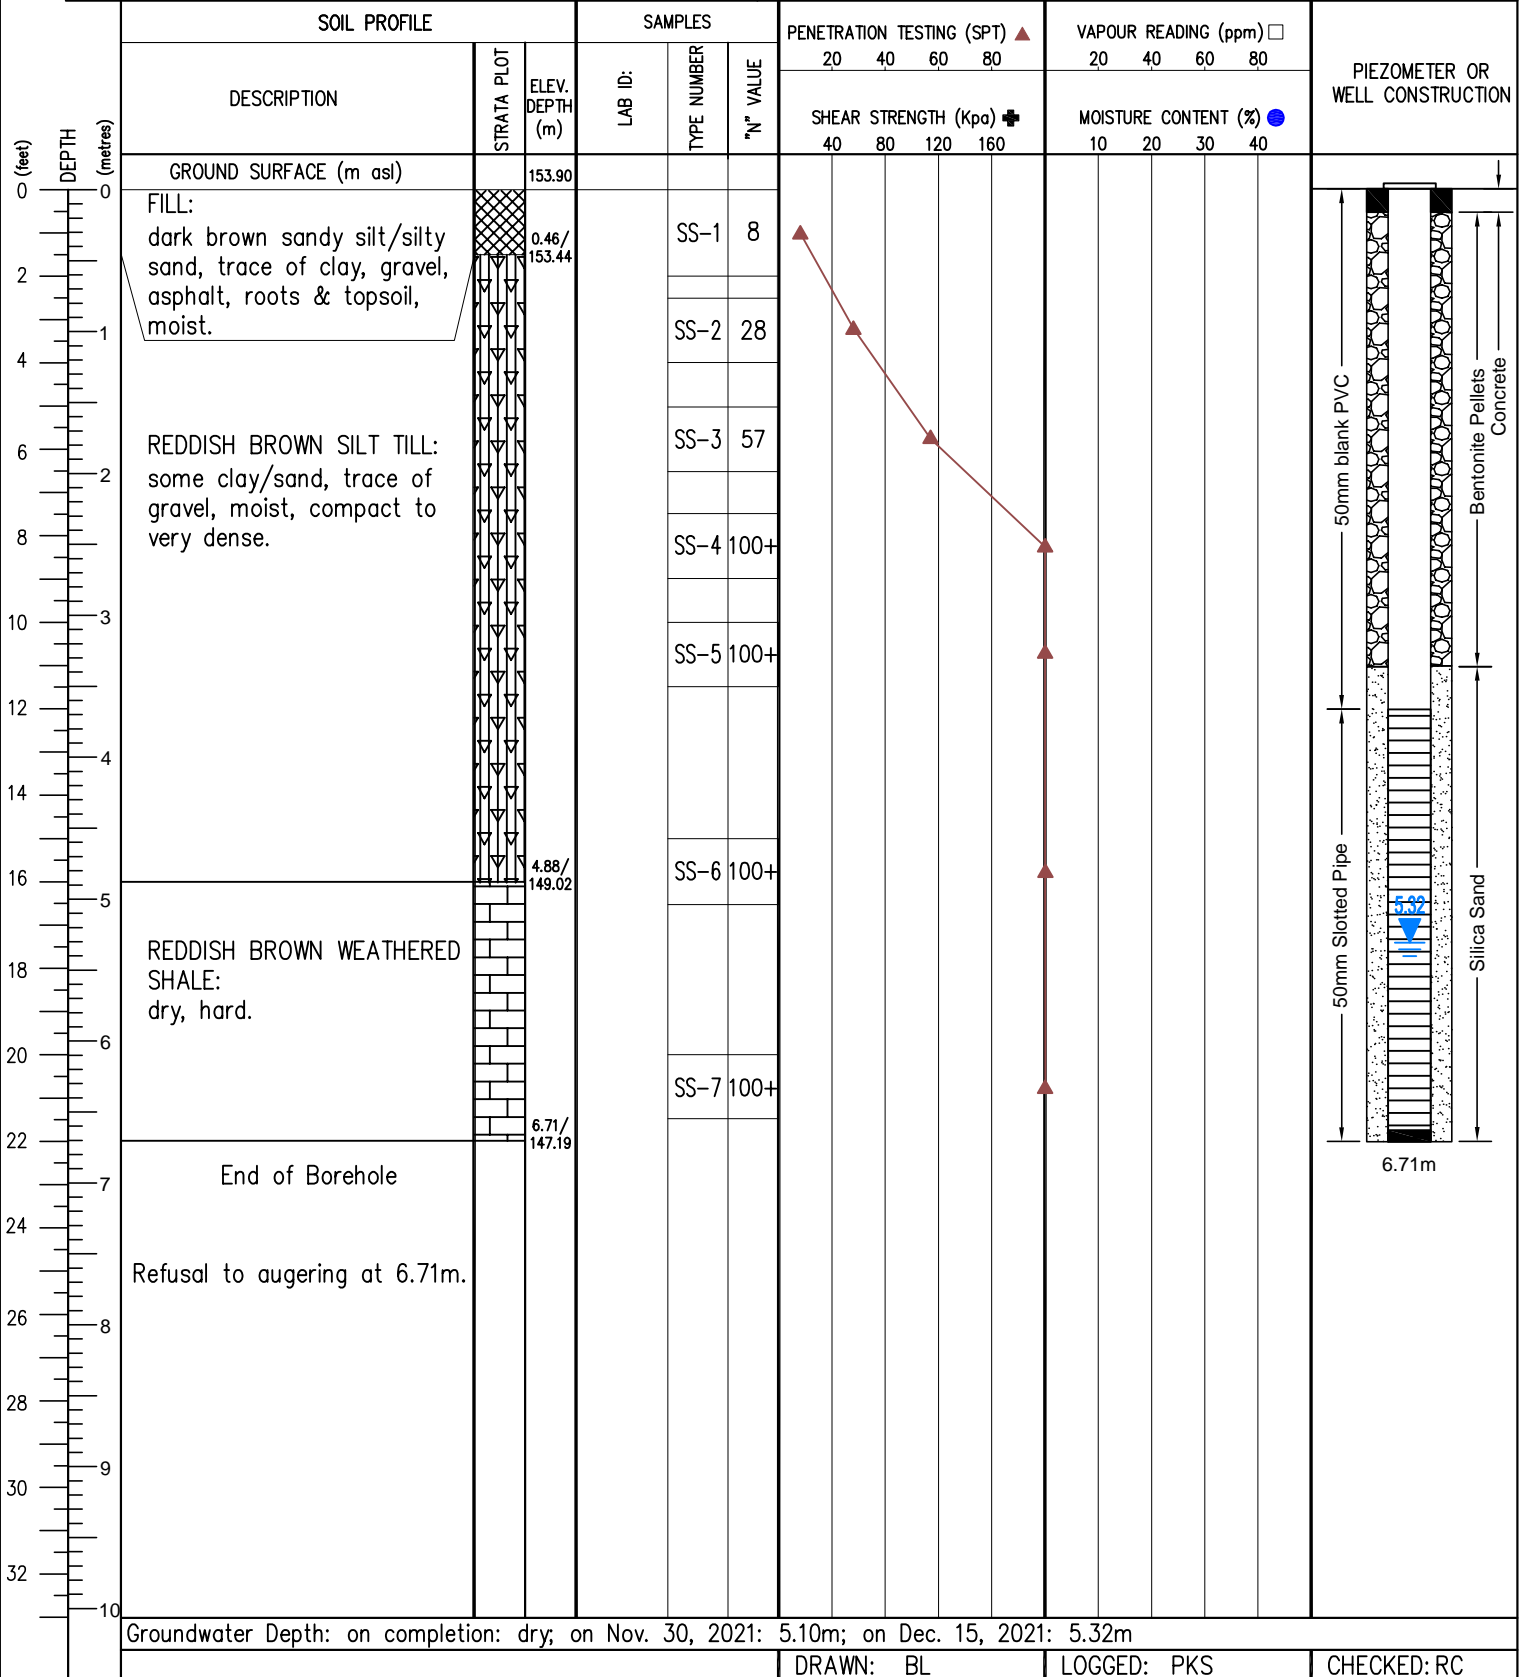 SOIL PROFILE
SAMPLES
PENETRATION TESTING (SPT)
20 40 60 80
SHEAR STRENGTH (Kpa)
40 80 120 160
VAPOUR READING (ppm)
20 40 60 80
MOISTURE CONTENT (%)
10 20 30 40
PIEZOMETER OR
WELL CONSTRUCTION
DESCRIPTION
STRATA PLOT
ELEV.
DEPTH
(m)
LAB ID:
TYPE NUMBER
"N" VALUE
(feet)
DEPTH
(metres)
GROUND SURFACE (m asl)
153.90
0
2
4
6
8
10
12
14
16
18
20
22
24
26
28
30
32
0
1
2
3
4
5
6
7
8
9
10
FILL:
dark brown sandy silt/silty
sand, trace of clay, gravel,
asphalt, roots & topsoil,
moist.
0.46/
153.44
REDDISH BROWN SILT TILL:
some clay/sand, trace of
gravel, moist, compact to
very dense.
4.88/
149.02
REDDISH BROWN WEATHERED
SHALE:
dry, hard.
6.71/
147.19
End of Borehole
Refusal to augering at 6.71m.
SS-1 8
SS-2 28
SS-3 57
SS-4 100+
SS-5 100+
SS-6 100+
SS-7 100+
50mm blank PVC
50mm Slotted Pipe
Bentonite Pellets
Concrete
Silica Sand
5.32
6.71m
Groundwater Depth: on completion: dry; on Nov. 30, 2021: 5.10m; on Dec. 15, 2021: 5.32m
DRAWN: BL
LOGGED: PKS
CHECKED: RC